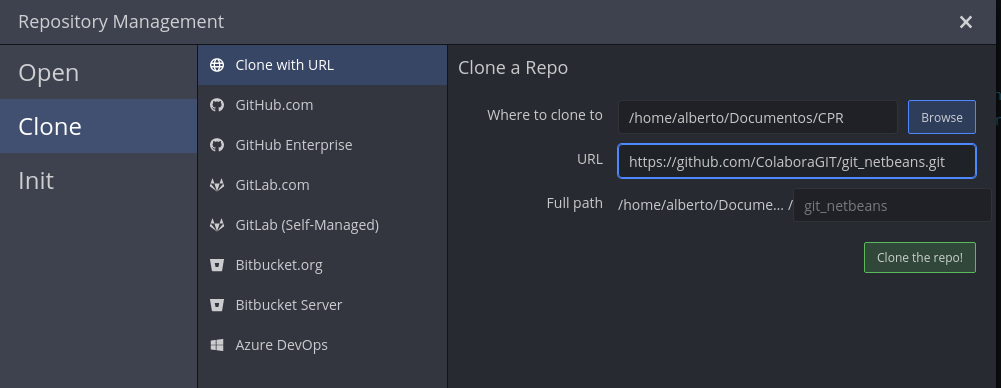 Repository Management
Open
Clone
Init
Clone with URL
GitHub.com
GitHub Enterprise
GitLab.com
GitLab (Self-Managed)
Bitbucket.org
Bitbucket Server
Azure DevOps
Clone a Repo
Where to clone to /home/alberto/Documentos/CPR Browse
URL https://github.com/ColaboraGIT/git_netbeans.git
Full path /home/alberto/Docume... / git_netbeans
Clone the repo!